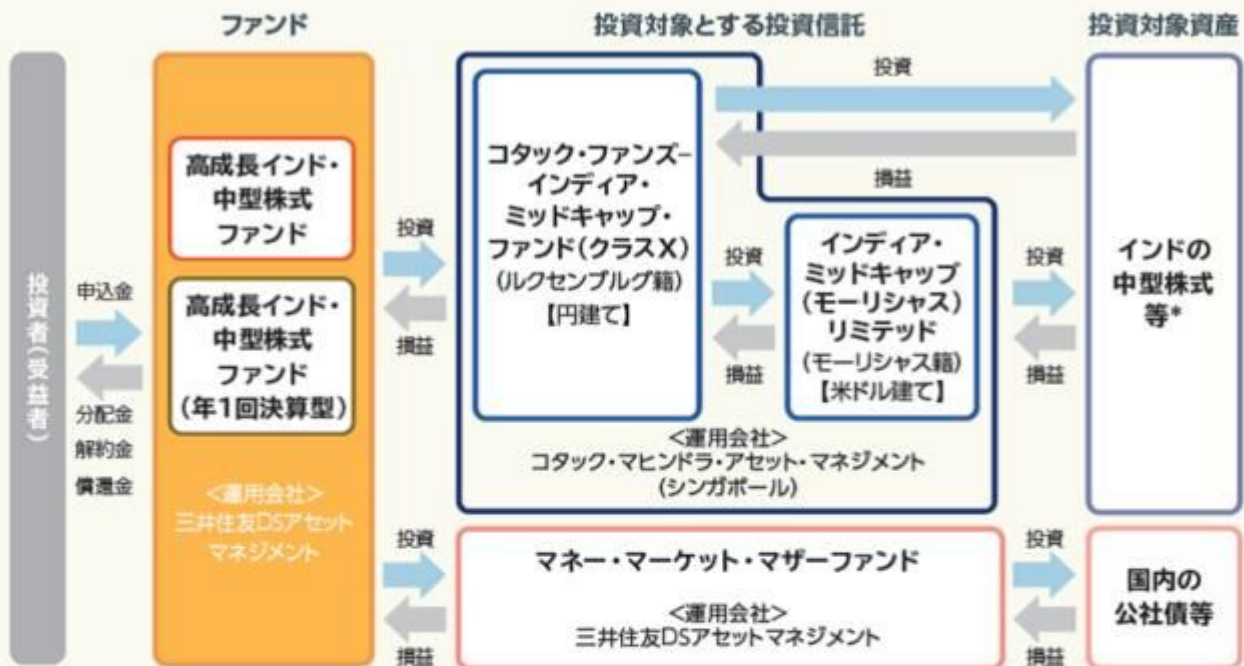 ファンド
投資対象とする投資信託
投資対象資産
投資者(受益者)
申込金
分配金
解約金
償還金
高成長インド・
中型株式
ファンド
高成長インド・
中型株式
ファンド
(年1回決算型)
<運用会社>
三井住友DSアセット
マネジメント
投資
損益
コタック・ファンズ−
インディア・
ミッドキャップ・
ファンド(クラスX)
(ルクセンブルグ籍)
【円建て】
投資
損益
投資
損益
インディア・
ミッドキャップ
(モーリシャス)
リミテッド
(モーリシャス籍)
【米ドル建て】
<運用会社>
コタック・マヒンドラ・アセット・マネジメント
(シンガポール)
投資
損益
インドの
中型株式
等*
投資
損益
マネー・マーケット・マザーファンド
<運用会社>
三井住友DSアセットマネジメント
投資
損益
国内の
公社債等